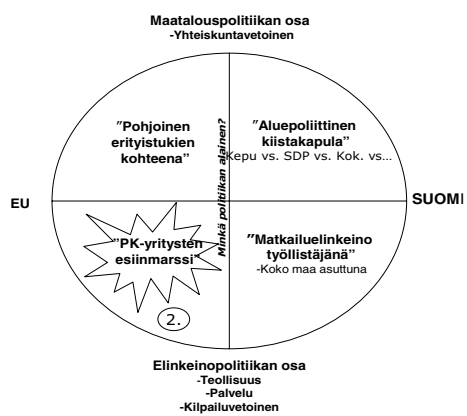 Maatalouspolitiikan osa
-Yhteiskuntavetoinen
"Pohjoinen
erityistukien
kohteena"
"Aluepoliittinen
kiistakapula"
Kepu vs. SDP vs. Kok. vs...
Minkä politiikan alainen?
EU
SUOMI
"PK-yritysten
esiinmarssi"
2.
"Matkailuelinkeino
työllistäjänä"
-Koko maa asuttuna
Elinkeinopolitiikan osa
-Teollisuus
-Palvelu
-Kilpailuvetoinen